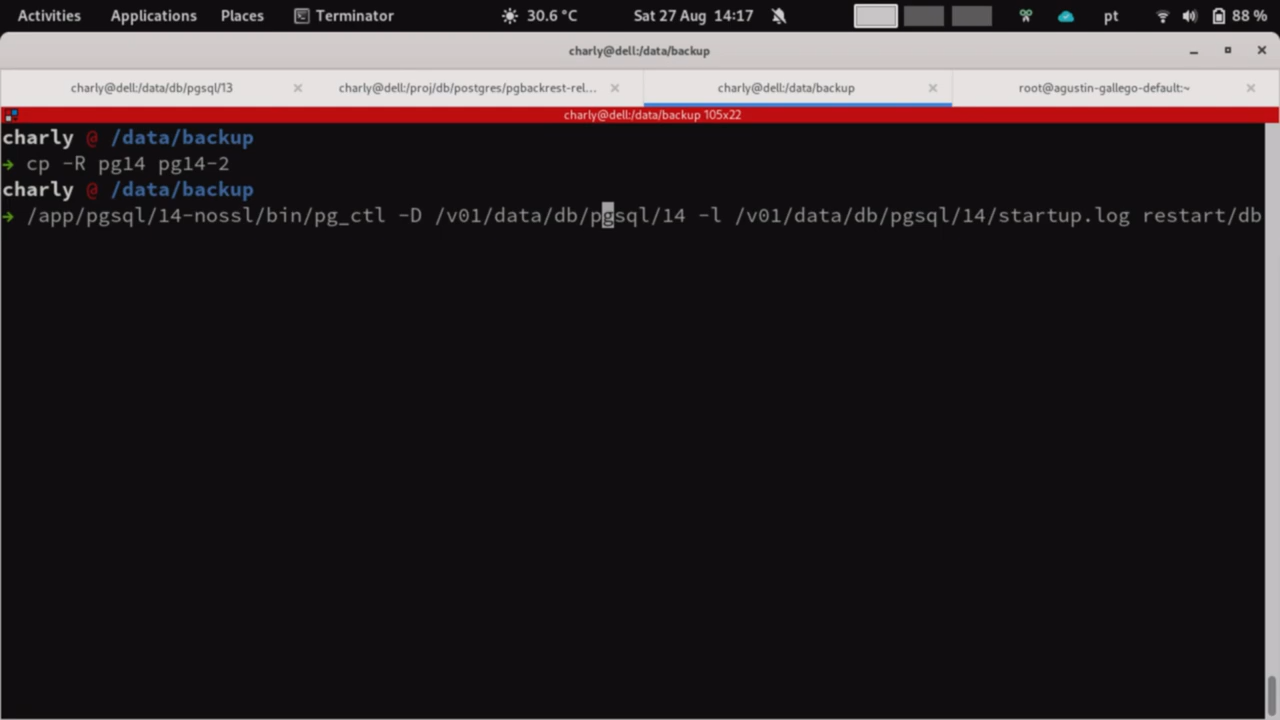 Activities Applications Places Terminator 30.6 °C Sat 27 Aug 14:17 pt 88 %
charly@dell:/data/backup
charly@dell:/data/db/pgsql/13 charly@dell:/proj/db/postgres/pgbackrest-rel... charly@dell:/data/backup root@agustin-gallego-default:~
charly@dell:/data/backup 105x22
charly @ /data/backup
→ cp -R pg14 pg14-2
charly @ /data/backup
→ /app/pgsql/14-nossl/bin/pg_ctl -D /v01/data/db/pgsql/14 -l /v01/data/db/pgsql/14/startup.log restart/db